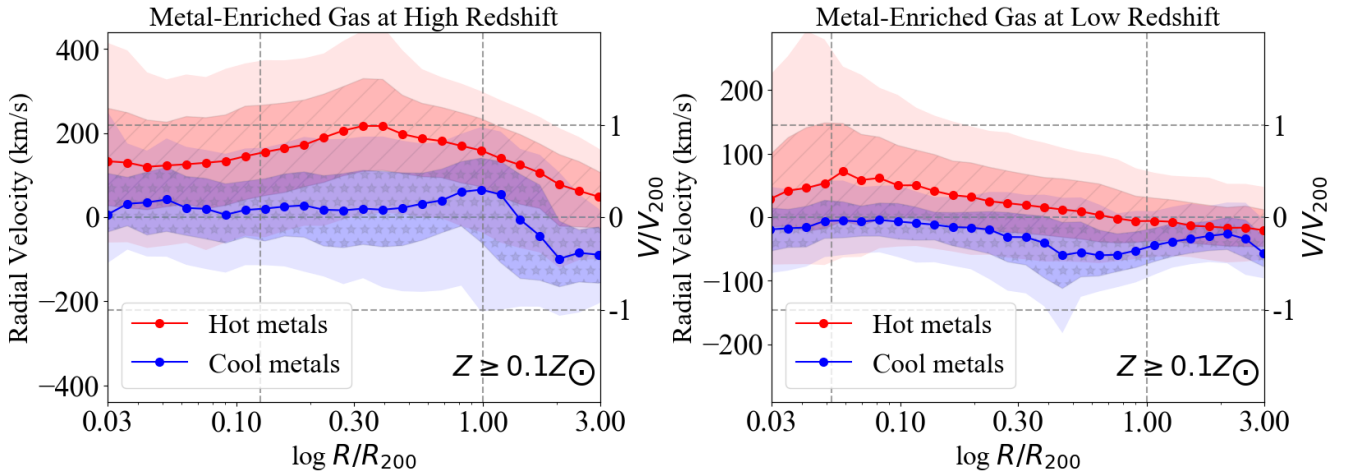 Metal-Enriched Gas at High Redshift
Radial Velocity (km/s)
400
200
0
−200
−400
Hot metals
Cool metals
Z ≥ 0.1Z⊙
1
0
-1
V/V200
0.03 0.10 0.30 1.00 3.00
log R/R200
Metal-Enriched Gas at Low Redshift
Radial Velocity (km/s)
200
100
0
−100
−200
Hot metals
Cool metals
Z ≥ 0.1Z⊙
1
0
-1
V/V200
0.03 0.10 0.30 1.00 3.00
log R/R200